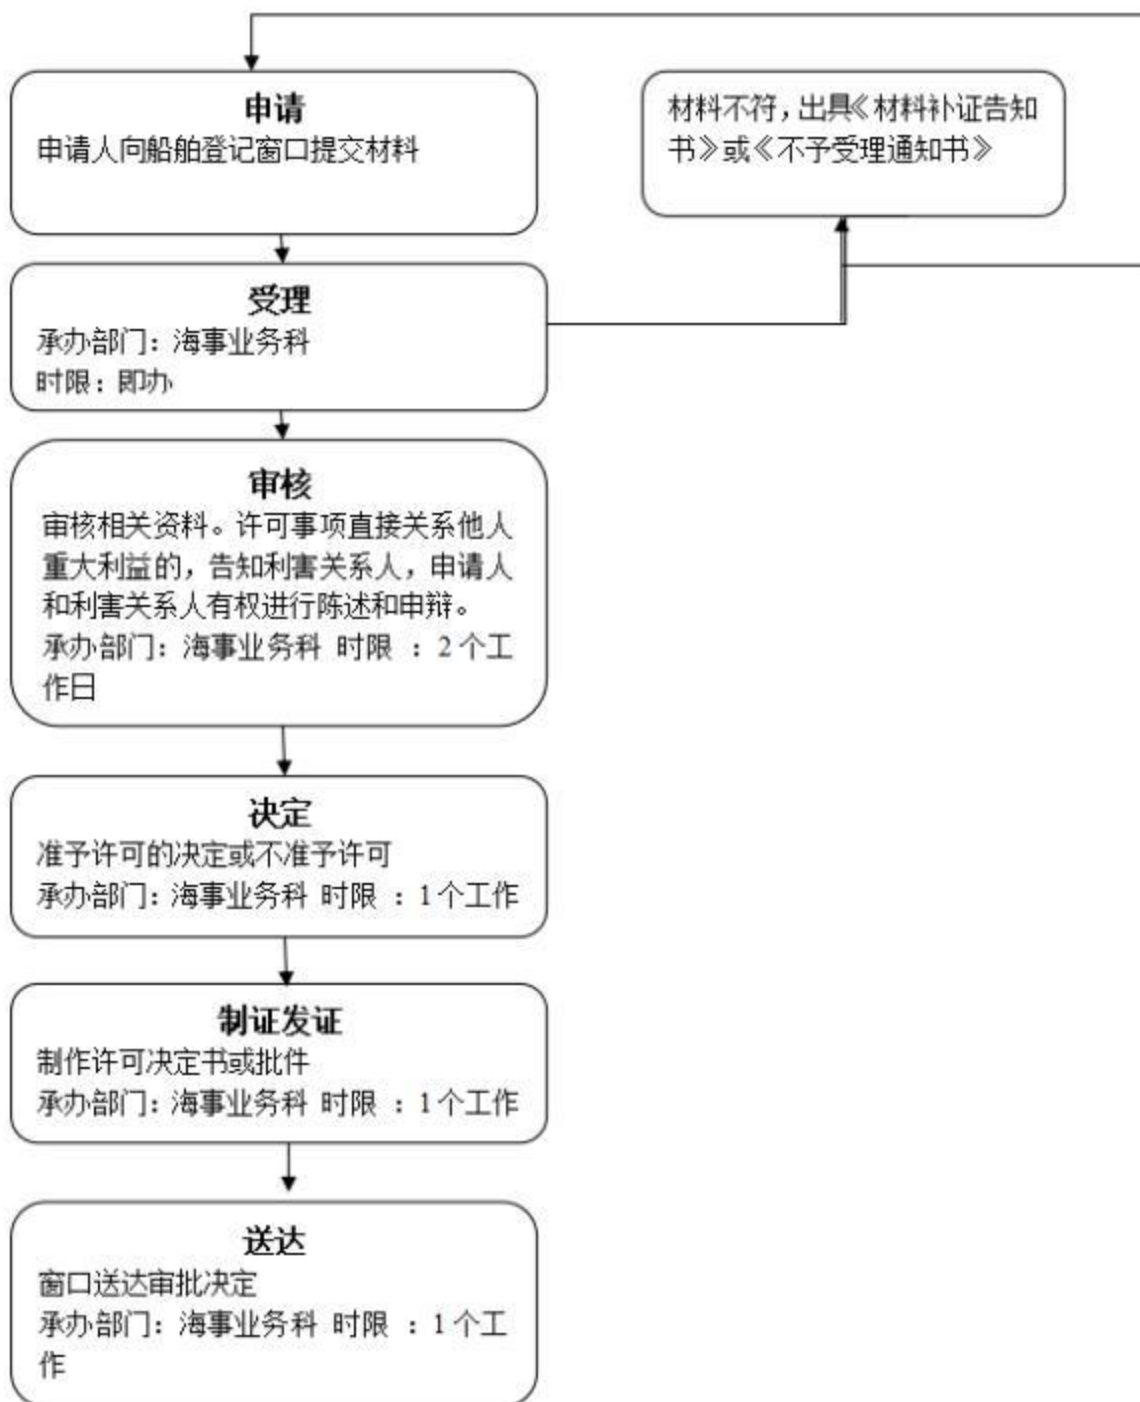 申请
申请人向船舶登记窗口提交材料
材料不符，出具《材料补证告知
书》或《不予受理通知书》
受理
承办部门：海事业务科
时限：即办
审核
审核相关资料。许可事项直接关系他人
重大利益的，告知利害关系人，申请人
和利害关系人有权进行陈述和申辩。
承办部门：海事业务科 时限 ：2个工
作日
决定
准予许可的决定或不准予许可
承办部门：海事业务科 时限 ：1个工作
制证发证
制作许可决定书或批件
承办部门：海事业务科 时限 ：1个工作
送达
窗口送达审批决定
承办部门：海事业务科 时限 ：1个工
作